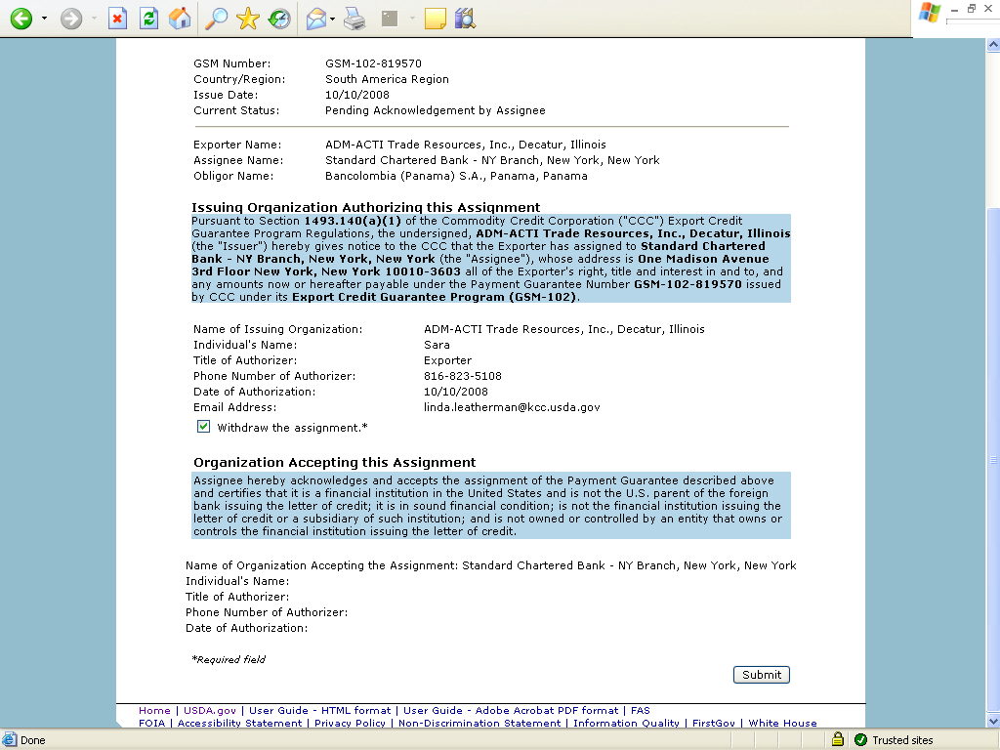 GSM Number: GSM-102-819570
Country/Region: South America Region
Issue Date: 10/10/2008
Current Status: Pending Acknowledgement by Assignee
Exporter Name: ADM-ACTI Trade Resources, Inc., Decatur, Illinois
Assignee Name: Standard Chartered Bank - NY Branch, New York, New York
Obligor Name: Bancolombia (Panama) S.A., Panama, Panama
Issuing Organization Authorizing this Assignment
Pursuant to Section 1493.140(a)(1) of the Commodity Credit Corporation ("CCC") Export Credit
Guarantee Program Regulations, the undersigned, ADM-ACTI Trade Resources, Inc., Decatur, Illinois
(the "Issuer") hereby gives notice to the CCC that the Exporter has assigned to Standard Chartered
Bank - NY Branch, New York, New York (the "Assignee"), whose address is One Madison Avenue
3rd Floor New York, New York 10010-3603 all of the Exporter's right, title and interest in and to, and
any amounts now or hereafter payable under the Payment Guarantee Number GSM-102-819570 issued
by CCC under its Export Credit Guarantee Program (GSM-102).
Name of Issuing Organization: ADM-ACTI Trade Resources, Inc., Decatur, Illinois
Individual's Name: Sara
Title of Authorizer: Exporter
Phone Number of Authorizer: 816-823-5108
Date of Authorization: 10/10/2008
Email Address: linda.leatherman@kcc.usda.gov
Withdraw the assignment.*
Organization Accepting this Assignment
Assignee hereby acknowledges and accepts the assignment of the Payment Guarantee described above
and certifies that it is a financial institution in the United States and is not the U.S. parent of the foreign
bank issuing the letter of credit; it is in sound financial condition; is not the financial institution issuing the
letter of credit or a subsidiary of such institution; and is not owned or controlled by an entity that owns or
controls the financial institution issuing the letter of credit.
Name of Organization Accepting the Assignment: Standard Chartered Bank - NY Branch, New York, New York
Individual's Name:
Title of Authorizer:
Phone Number of Authorizer:
Date of Authorization:
*Required field
Submit
Home | USDA.gov | User Guide - HTML format | User Guide - Adobe Acrobat PDF format | FAS
FOIA | Accessibility Statement | Privacy Policy | Non-Discrimination Statement | Information Quality | FirstGov | White House
Done
Trusted sites